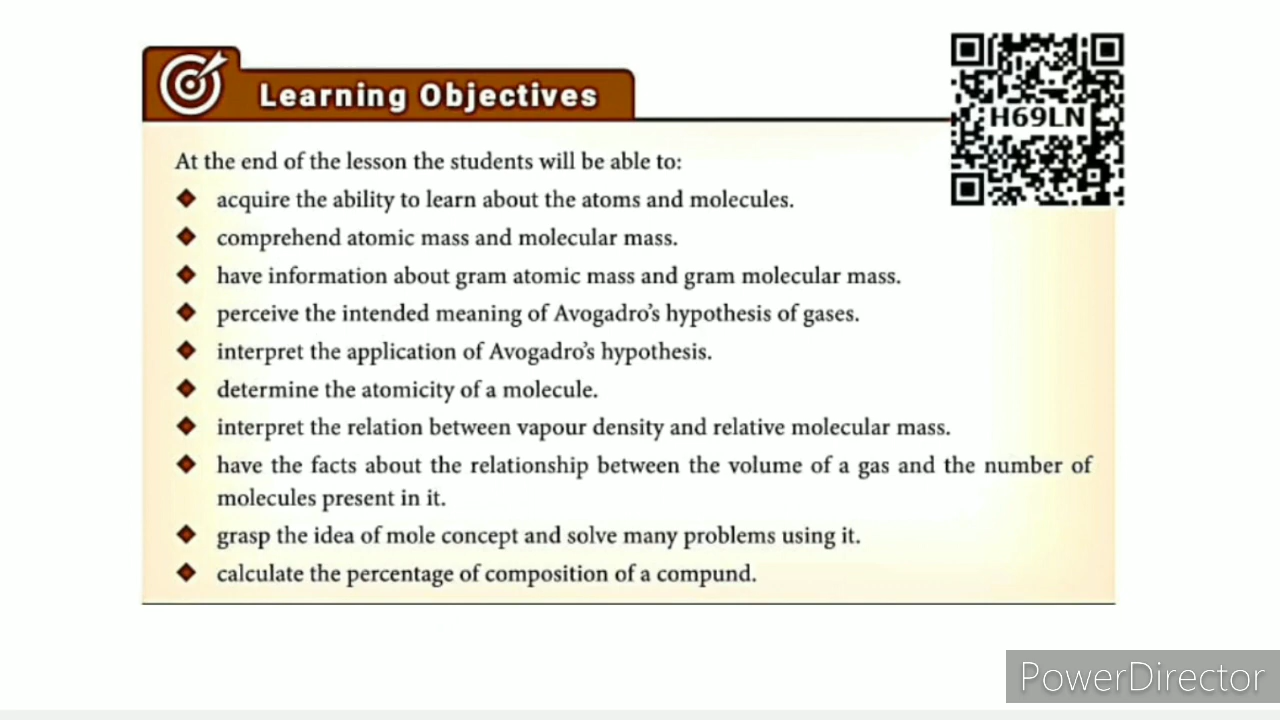 Learning Objectives
H69LN
At the end of the lesson the students will be able to:
acquire the ability to learn about the atoms and molecules.
comprehend atomic mass and molecular mass.
have information about gram atomic mass and gram molecular mass.
perceive the intended meaning of Avogadro’s hypothesis of gases.
interpret the application of Avogadro’s hypothesis.
determine the atomicity of a molecule.
interpret the relation between vapour density and relative molecular mass.
have the facts about the relationship between the volume of a gas and the number of
molecules present in it.
grasp the idea of mole concept and solve many problems using it.
calculate the percentage of composition of a compund.
PowerDirector